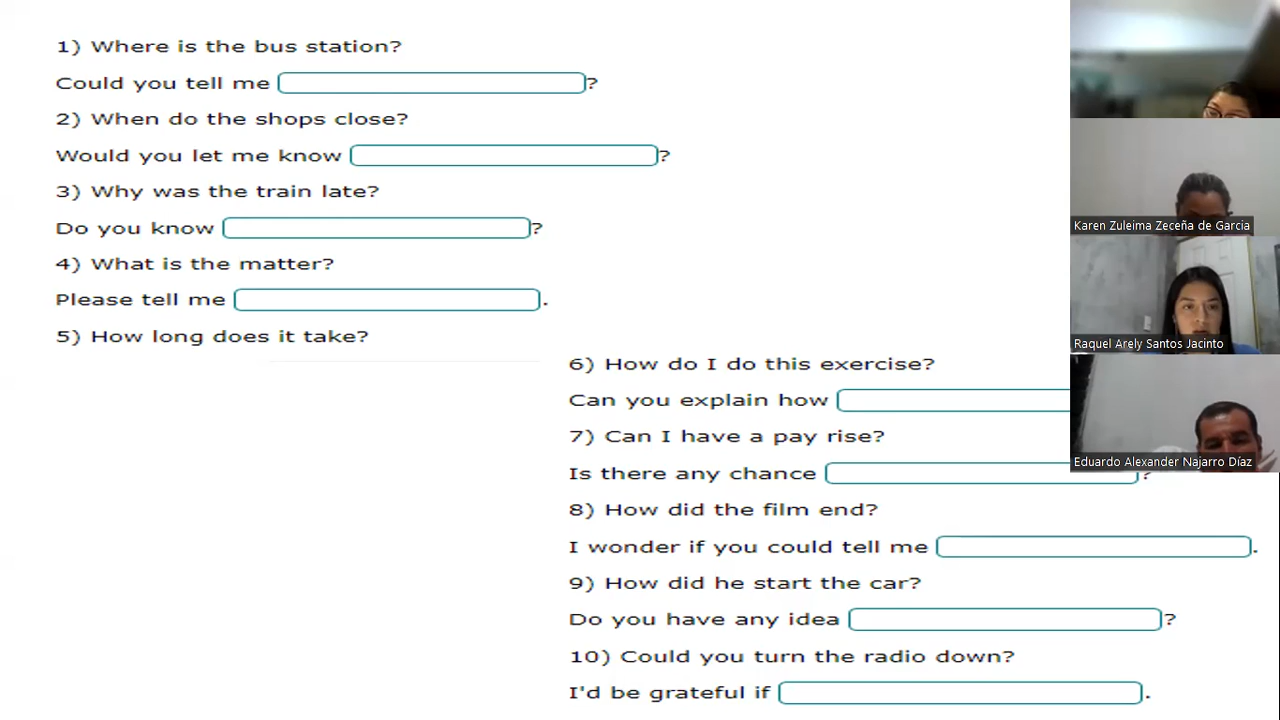 1) Where is the bus station?
Could you tell me ?
2) When do the shops close?
Would you let me know ?
3) Why was the train late?
Do you know ?
4) What is the matter?
Please tell me .
5) How long does it take?
6) How do I do this exercise?
Can you explain how
7) Can I have a pay rise?
Is there any chance ?
8) How did the film end?
I wonder if you could tell me .
9) How did he start the car?
Do you have any idea ?
10) Could you turn the radio down?
I'd be grateful if .
Karen Zuleima Zeceña de Garcia
Raquel Arely Santos Jacinto
Eduardo Alexander Najarro Díaz